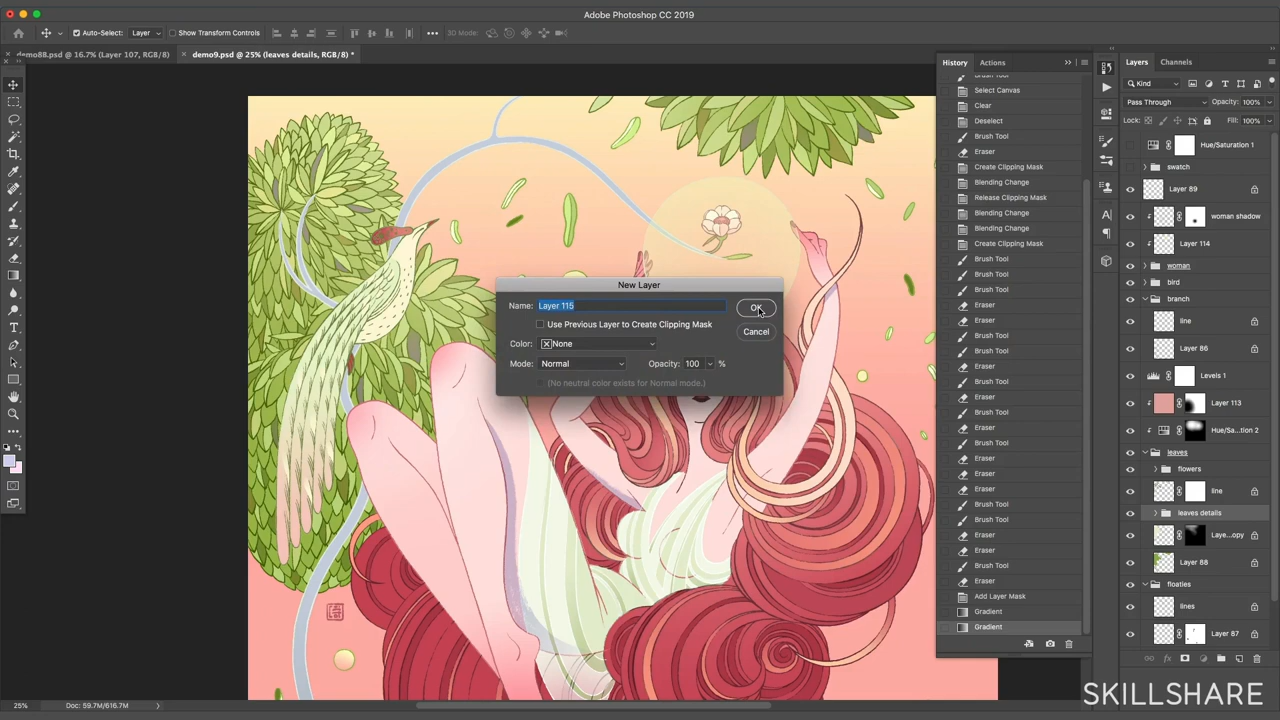 Adobe Photoshop CC 2019
Auto-Select: Layer Show Transform Controls 3D Mode:
demo88.psd @ 16.7% (Layer 107, RGB/8) demo9.psd @ 25% (leaves details, RGB/8) *
History Actions
Brush Tool
Select Canvas
Clear
Deselect
Brush Tool
Eraser
Create Clipping Mask
Blending Change
Release Clipping Mask
Blending Change
Blending Change
Create Clipping Mask
Brush Tool
Brush Tool
Brush Tool
Eraser
Eraser
Brush Tool
Brush Tool
Eraser
Brush Tool
Eraser
Brush Tool
Eraser
Brush Tool
Eraser
Eraser
Eraser
Brush Tool
Brush Tool
Eraser
Eraser
Brush Tool
Eraser
Add Layer Mask
Gradient
Gradient
Layers Channels
Kind
Pass Through Opacity: 100%
Lock: Fill: 100%
Hue/Saturation 1
swatch
Layer 89
woman shadow
Layer 114
woman
bird
branch
line
Layer 86
Levels 1
Layer 113
Hue/Sa...tion 2
leaves
flowers
line
leaves details
Laye...opy
Layer 88
floaties
lines
Layer 87
New Layer
Name: Layer 115
OK
Use Previous Layer to Create Clipping Mask
Cancel
Color: None
Mode: Normal Opacity: 100 %
(No neutral color exists for Normal mode.)
25% Doc: 59.7M/616.7M
SKILLSHARE